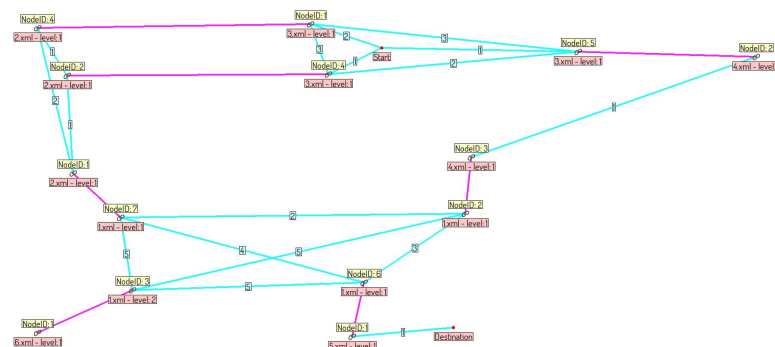 NodeID: 4
2.xml - level: 1
NodeID: 1
3.xml - level: 1
2
3
Start
1
NodeID: 5
3.xml - level: 1
NodeID: 2
4.xml - level: 1
1
NodeID: 2
2.xml - level: 1
3
1
NodeID: 4
3.xml - level: 1
2
2
1
1
NodeID: 1
2.xml - level: 1
NodeID: 3
4.xml - level: 1
NodeID: 7
1.xml - level: 1
2
NodeID: 2
1.xml - level: 1
5
4
5
3
NodeID: 3
1.xml - level: 2
5
NodeID: 6
1.xml - level: 1
NodeID: 1
6.xml - level: 1
NodeID: 1
5.xml - level: 1
1
Destination